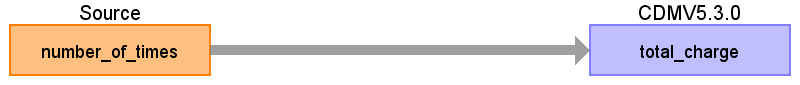 Source
CDMV5.3.0
number_of_times
total_charge